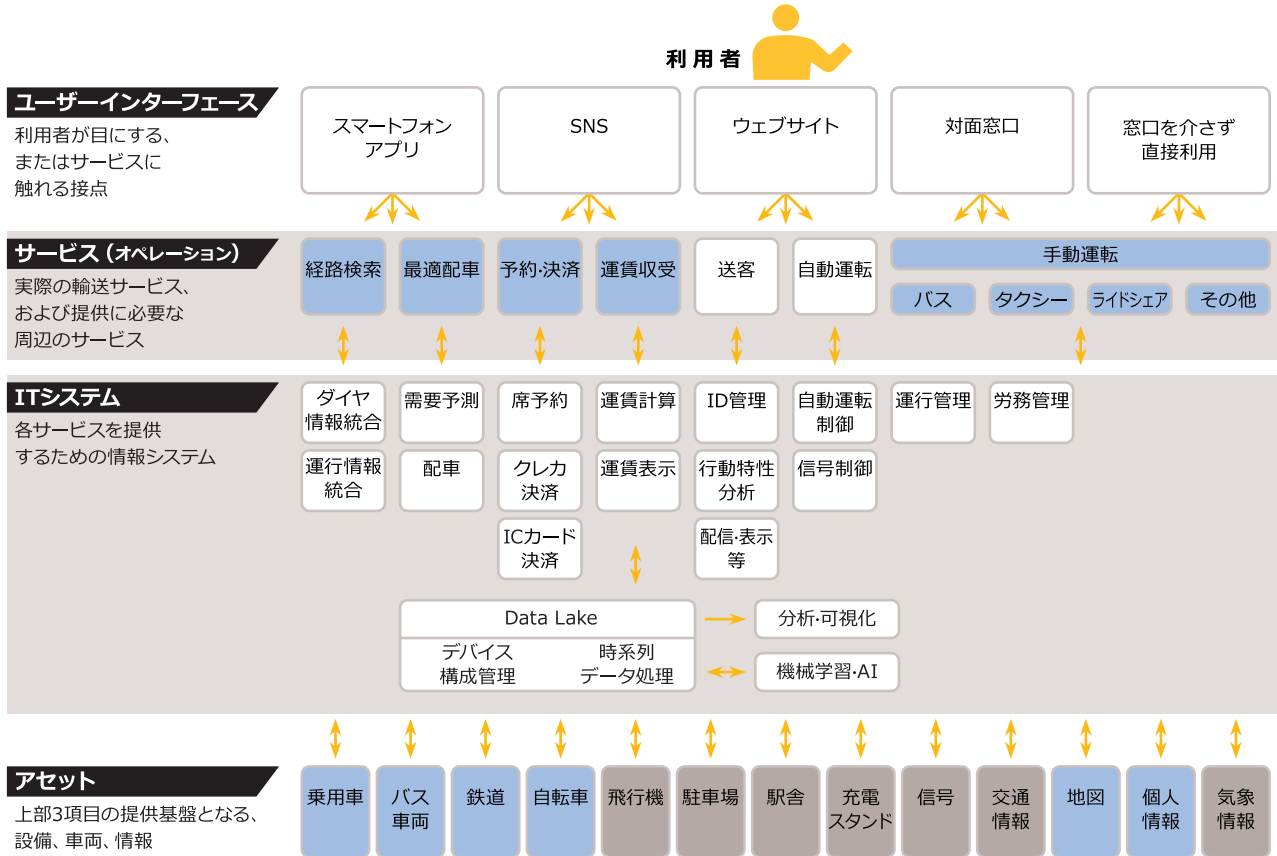 利用者
ユーザーインターフェース
利用者が目にする、
またはサービスに
触れる接点
スマートフォン
アプリ
SNS
ウェブサイト
対面窓口
窓口を介さず
直接利用
サービス（オペレーション）
実際の輸送サービス、
および提供に必要な
周辺のサービス
経路検索
最適配車
予約・決済
運賃収受
送客
自動運転
手動運転
バス
タクシー
ライドシェア
その他
ITシステム
各サービスを提供
するための情報システム
ダイヤ
情報統合
需要予測
席予約
運賃計算
ID管理
自動運転
制御
運行管理
労務管理
運行情報
統合
配車
クレカ
決済
運賃表示
行動特性
分析
信号制御
ICカード
決済
配信・表示
等
Data Lake
デバイス
構成管理
時系列
データ処理
分析・可視化
機械学習・AI
アセット
上部3項目の提供基盤となる、
設備、車両、情報
乗用車
バス
車両
鉄道
自転車
飛行機
駐車場
駅舎
充電
スタンド
信号
交通
情報
地図
個人
情報
気象
情報